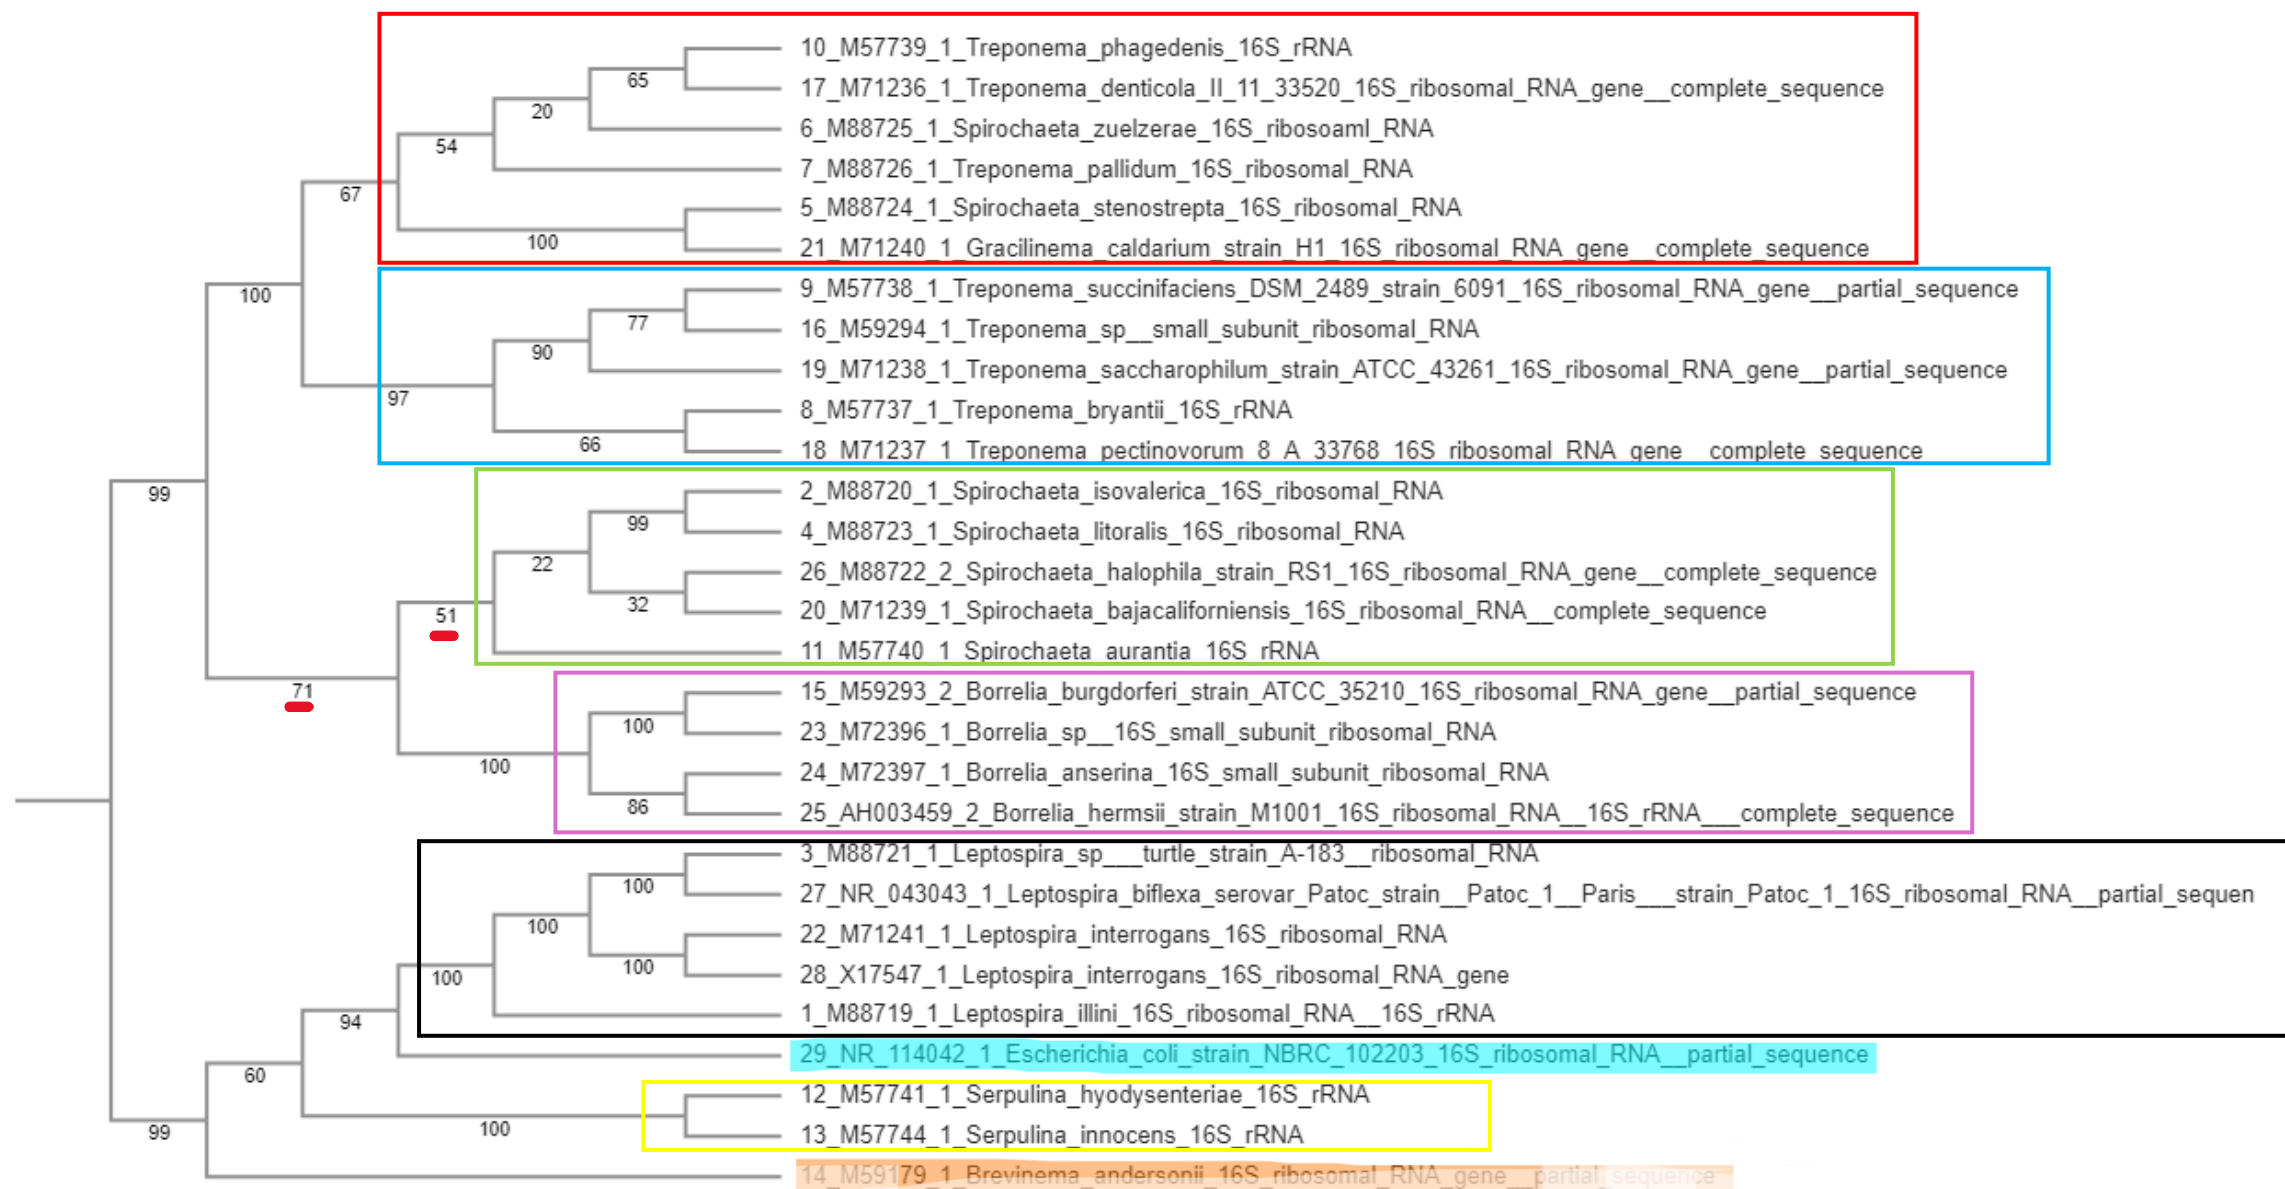 10_M57739_1_Treponema_phagedenis_16S_rRNA
65
17_M71236_1_Treponema_denticola_II_11_33520_16S_ribosomal_RNA_gene__complete_sequence
20
6_M88725_1_Spirochaeta_zuelzerae_16S_ribosoaml_RNA
54
7_M88726_1_Treponema_pallidum_16S_ribosomal_RNA
67
5_M88724_1_Spirochaeta_stenostrepta_16S_ribosomal_RNA
100
21_M71240_1_Gracilinema_caldarium_strain_H1_16S_ribosomal_RNA_gene__complete_sequence
100
9_M57738_1_Treponema_succinifaciens_DSM_2489_strain_6091_16S_ribosomal_RNA_gene__partial_sequence
77
16_M59294_1_Treponema_sp__small_subunit_ribosomal_RNA
90
19_M71238_1_Treponema_saccharophilum_strain_ATCC_43261_16S_ribosomal_RNA_gene__partial_sequence
97
8_M57737_1_Treponema_bryantii_16S_rRNA
66
18_M71237_1_Treponema_pectinovorum_8_A_33768_16S_ribosomal_RNA_gene__complete_sequence
99
2_M88720_1_Spirochaeta_isovalerica_16S_ribosomal_RNA
99
4_M88723_1_Spirochaeta_litoralis_16S_ribosomal_RNA
22
26_M88722_2_Spirochaeta_halophila_strain_RS1_16S_ribosomal_RNA_gene__complete_sequence
32
20_M71239_1_Spirochaeta_bajacaliforniensis_16S_ribosomal_RNA__complete_sequence
51
11_M57740_1_Spirochaeta_aurantia_16S_rRNA
71
15_M59293_2_Borrelia_burgdorferi_strain_ATCC_35210_16S_ribosomal_RNA_gene__partial_sequence
100
23_M72396_1_Borrelia_sp__16S_small_subunit_ribosomal_RNA
100
24_M72397_1_Borrelia_anserina_16S_small_subunit_ribosomal_RNA
86
25_AH003459_2_Borrelia_hermsii_strain_M1001_16S_ribosomal_RNA__16S_rRNA___complete_sequence
3_M88721_1_Leptospira_sp___turtle_strain_A-183__ribosomal_RNA
100
27_NR_043043_1_Leptospira_biflexa_serovar_Patoc_strain__Patoc_1__Paris___strain_Patoc_1_16S_ribosomal_RNA__partial_sequen
100
22_M71241_1_Leptospira_interrogans_16S_ribosomal_RNA
100
28_X17547_1_Leptospira_interrogans_16S_ribosomal_RNA_gene
100
1_M88719_1_Leptospira_illini_16S_ribosomal_RNA__16S_rRNA
94
29_NR_114042_1_Escherichia_coli_strain_NBRC_102203_16S_ribosomal_RNA__partial_sequence
60
12_M57741_1_Serpulina_hyodysenteriae_16S_rRNA
100
13_M57744_1_Serpulina_innocens_16S_rRNA
99
14_M59179_1_Brevinema_andersonii_16S_ribosomal_RNA_gene__partial_sequence